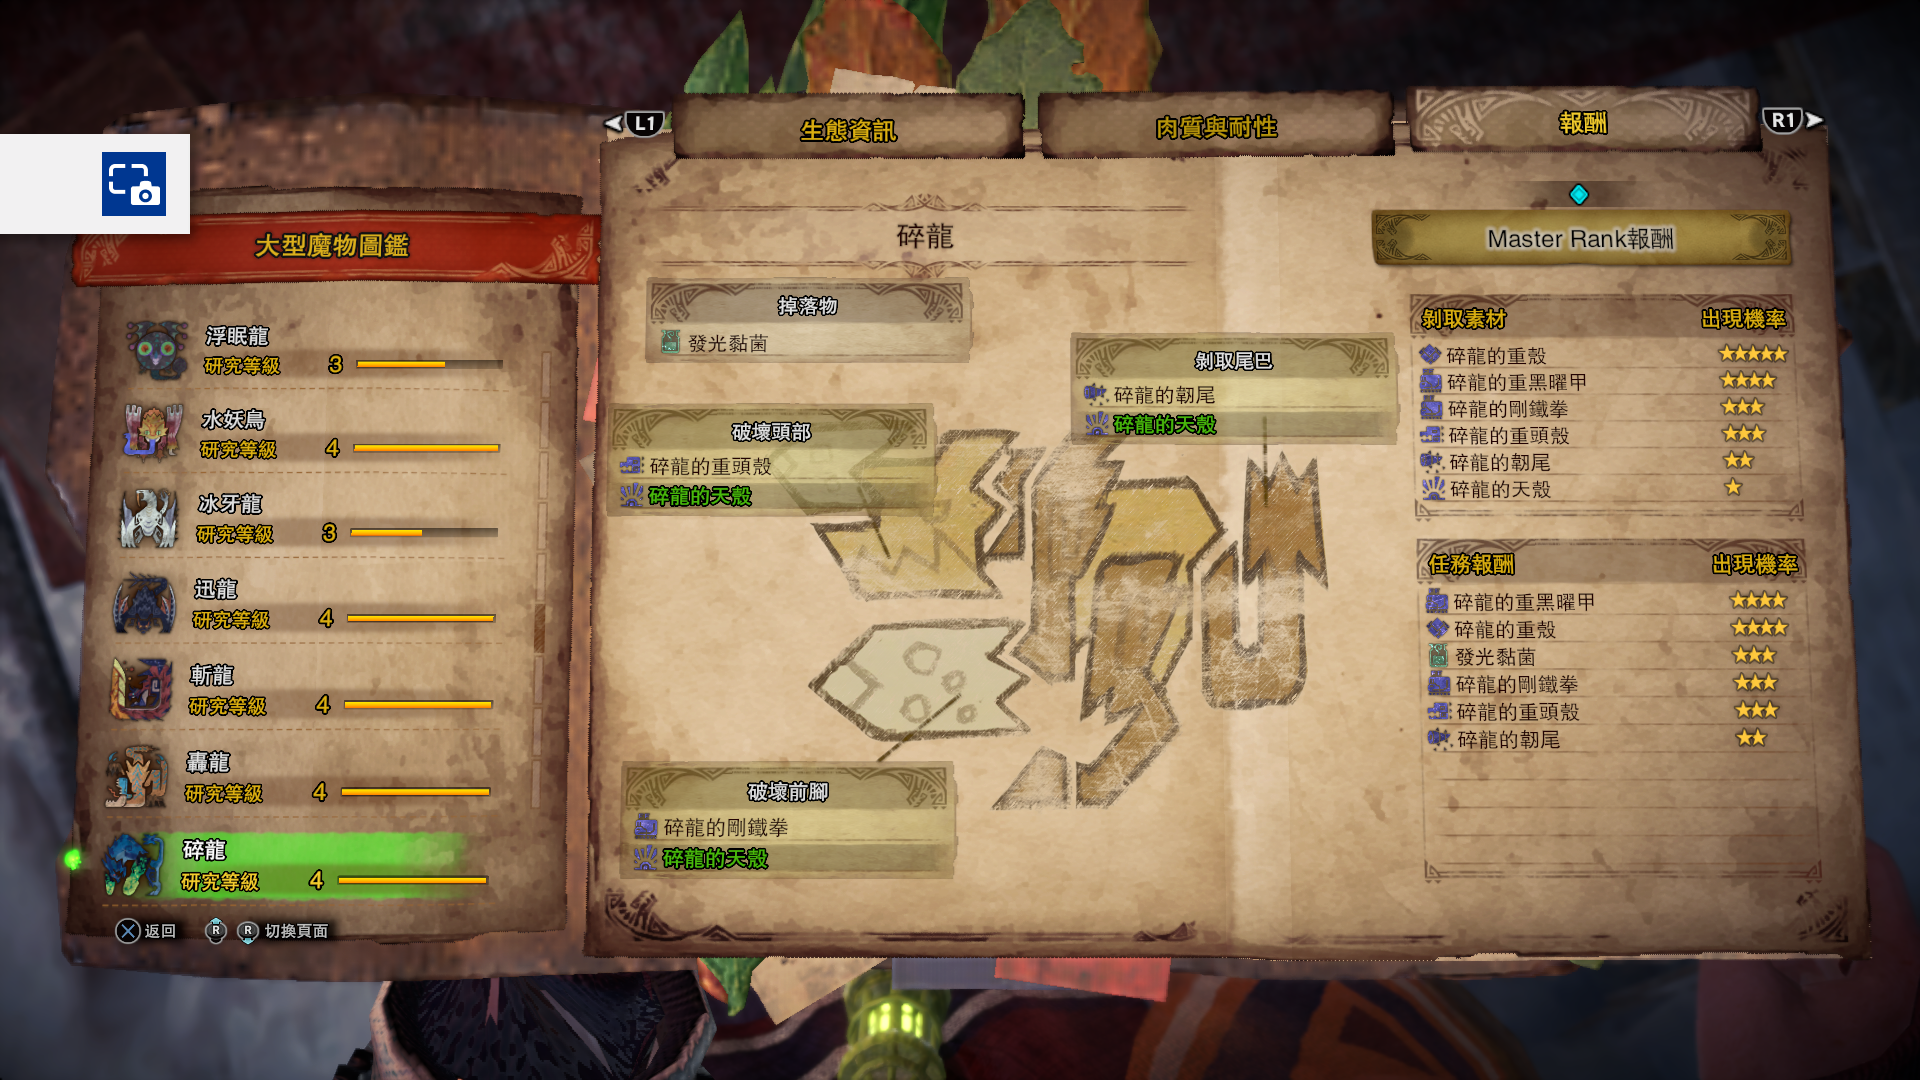 L1
生態資訊
肉質與耐性
報酬
R1
大型魔物圖鑑
浮眠龍
研究等級 3
水妖鳥
研究等級 4
冰牙龍
研究等級 3
迅龍
研究等級 4
斬龍
研究等級 4
轟龍
研究等級 4
碎龍
研究等級 4
返回 R R 切換頁面
碎龍
掉落物
發光黏菌
破壞頭部
碎龍的重頭殼
碎龍的天殼
剝取尾巴
碎龍的韌尾
碎龍的天殼
破壞前腳
碎龍的剛鐵拳
碎龍的天殼
Master Rank報酬
剝取素材 出現機率
碎龍的重殼 ★★★★★
碎龍的重黑曜甲 ★★★★
碎龍的剛鐵拳 ★★★
碎龍的重頭殼 ★★★
碎龍的韌尾 ★★
碎龍的天殼 ★
任務報酬 出現機率
碎龍的重黑曜甲 ★★★★
碎龍的重殼 ★★★★
發光黏菌 ★★★
碎龍的剛鐵拳 ★★★
碎龍的重頭殼 ★★★
碎龍的韌尾 ★★